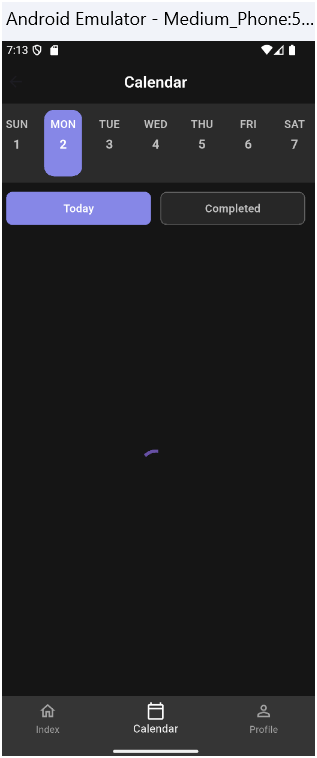 Android Emulator - Medium_Phone:5...
7:13
Calendar
SUN MON TUE WED THU FRI SAT
1 2 3 4 5 6 7
Today Completed
Index Calendar Profile